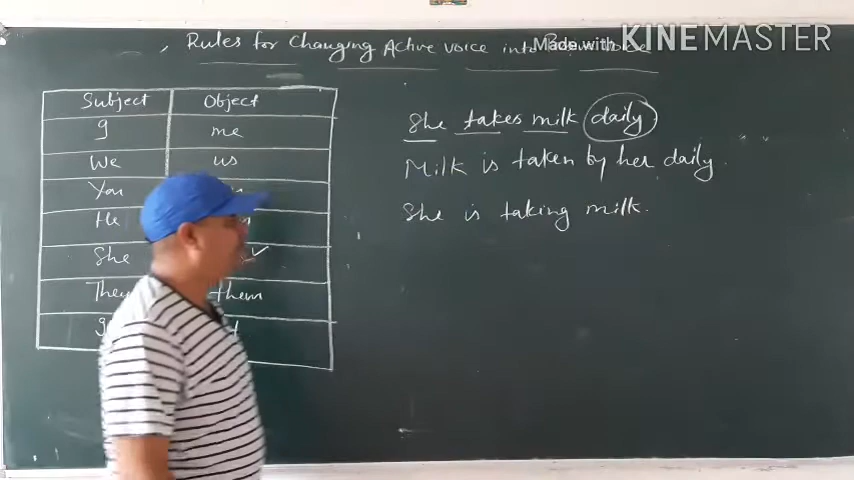 Rules for Changing Active voice into
Made with KINEMASTER
Subject Object
I me
We us
You
He
She
They them
She takes milk daily
Milk is taken by her daily
She is taking milk.